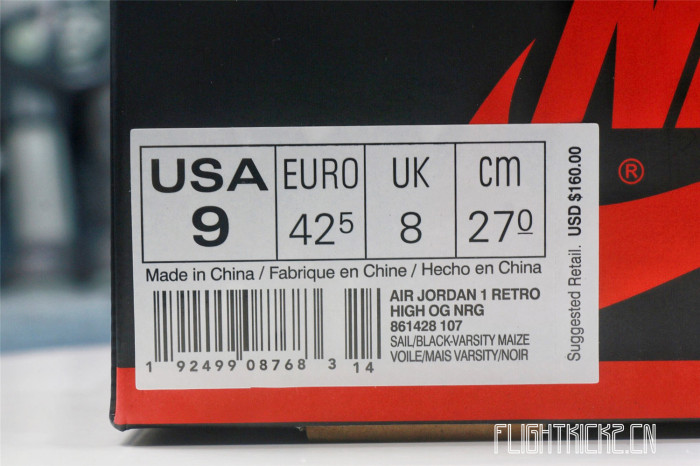 USA EURO UK cm
9 42 5 8 27 0
Made in China / Fabrique en Chine / Hecho en China
AIR JORDAN 1 RETRO
HIGH OG NRG
861428 107
SAIL/BLACK-VARSITY MAIZE
VOILE/MAIS VARSITY/NOIR
1 92499 08768 3 14
Suggested Retail. USD $160.00
®
FLIGHTKICKZ.CN